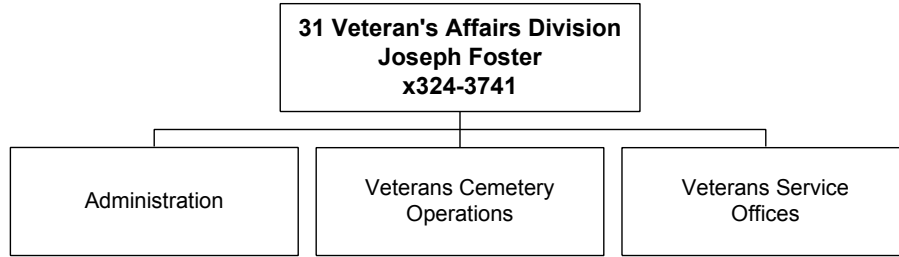 31 Veteran's Affairs Division
Joseph Foster
x324-3741
Administration
Veterans Cemetery
Operations
Veterans Service
Offices